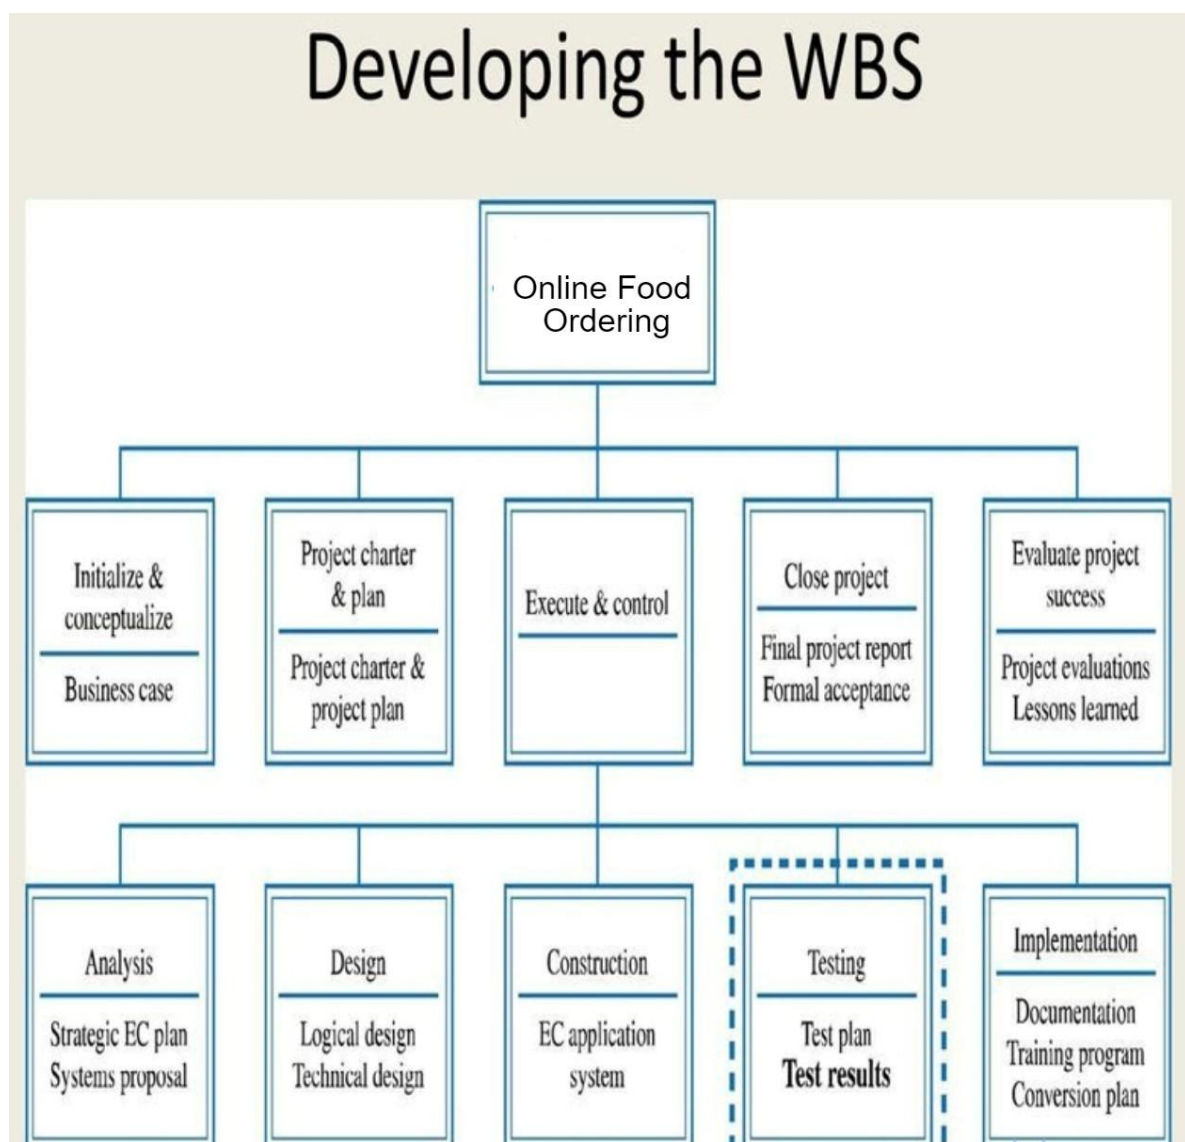 Developing the WBS
Online Food
Ordering
Initialize &
conceptualize
Business case
Project charter
& plan
Project charter &
project plan
Execute & control
Close project
Final project report
Formal acceptance
Evaluate project
success
Project evaluations
Lessons learned
Analysis
Strategic EC plan
Systems proposal
Design
Logical design
Technical design
Construction
EC application
system
Testing
Test plan
Test results
Implementation
Documentation
Training program
Conversion plan